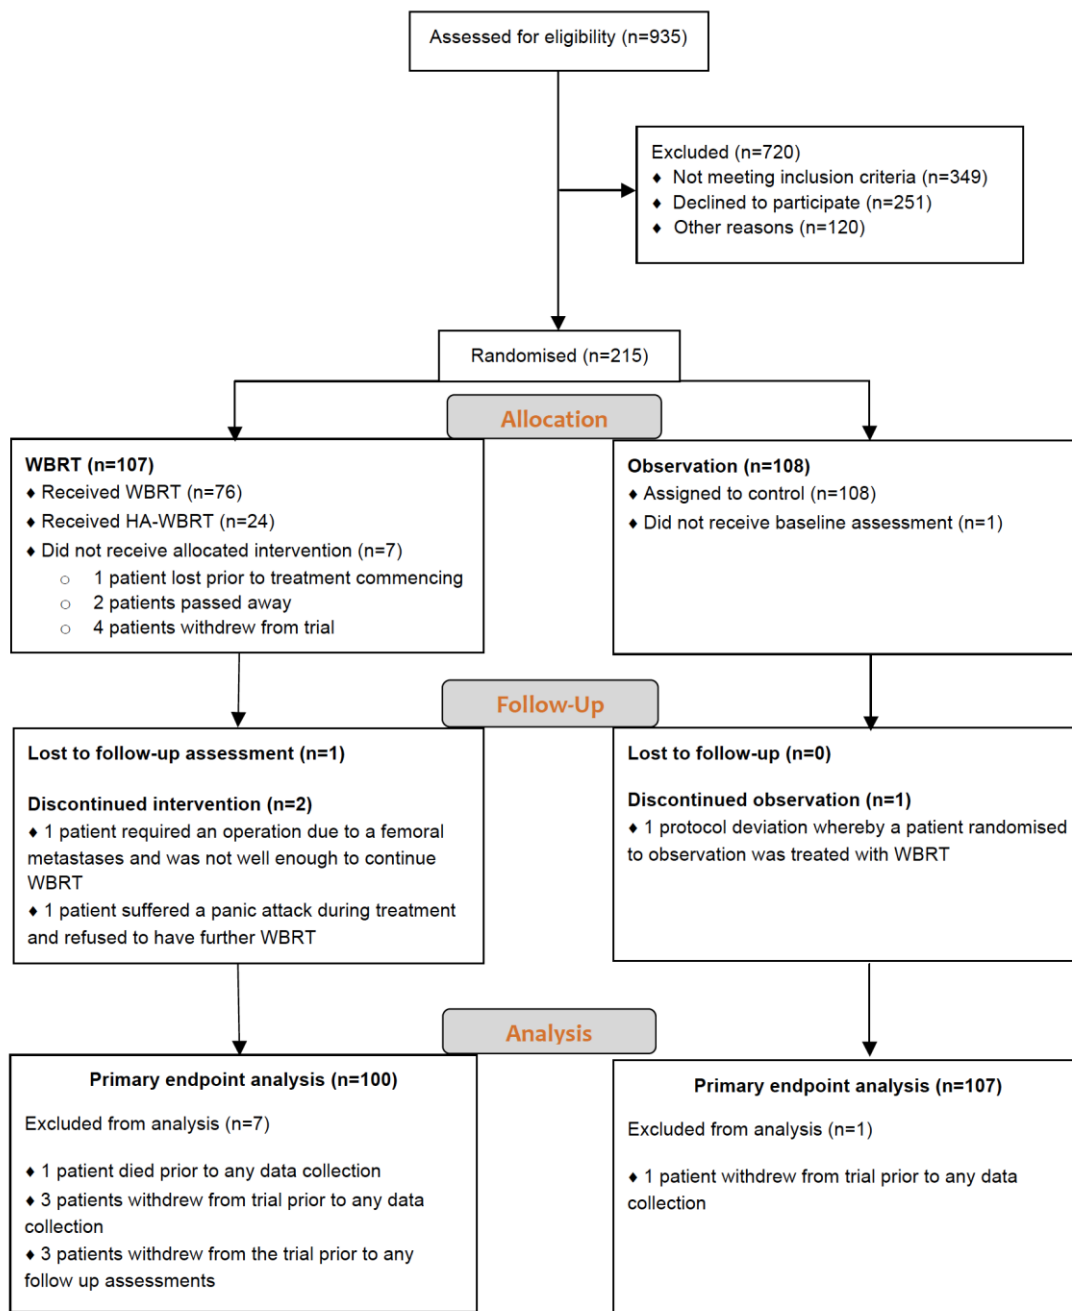 Assessed for eligibility (n=935)
Excluded (n=720)
♦ Not meeting inclusion criteria (n=349)
♦ Declined to participate (n=251)
♦ Other reasons (n=120)
Randomised (n=215)
Allocation
WBRT (n=107)
♦ Received WBRT (n=76)
♦ Received HA-WBRT (n=24)
♦ Did not receive allocated intervention (n=7)
○ 1 patient lost prior to treatment commencing
○ 2 patients passed away
○ 4 patients withdrew from trial
Observation (n=108)
♦ Assigned to control (n=108)
♦ Did not receive baseline assessment (n=1)
Follow-Up
Lost to follow-up assessment (n=1)
Discontinued intervention (n=2)
♦ 1 patient required an operation due to a femoral
metastases and was not well enough to continue
WBRT
♦ 1 patient suffered a panic attack during treatment
and refused to have further WBRT
Lost to follow-up (n=0)
Discontinued observation (n=1)
♦ 1 protocol deviation whereby a patient randomised
to observation was treated with WBRT
Analysis
Primary endpoint analysis (n=100)
Excluded from analysis (n=7)
♦ 1 patient died prior to any data collection
♦ 3 patients withdrew from trial prior to any data
collection
♦ 3 patients withdrew from the trial prior to any
follow up assessments
Primary endpoint analysis (n=107)
Excluded from analysis (n=1)
♦ 1 patient withdrew from trial prior to any data
collection